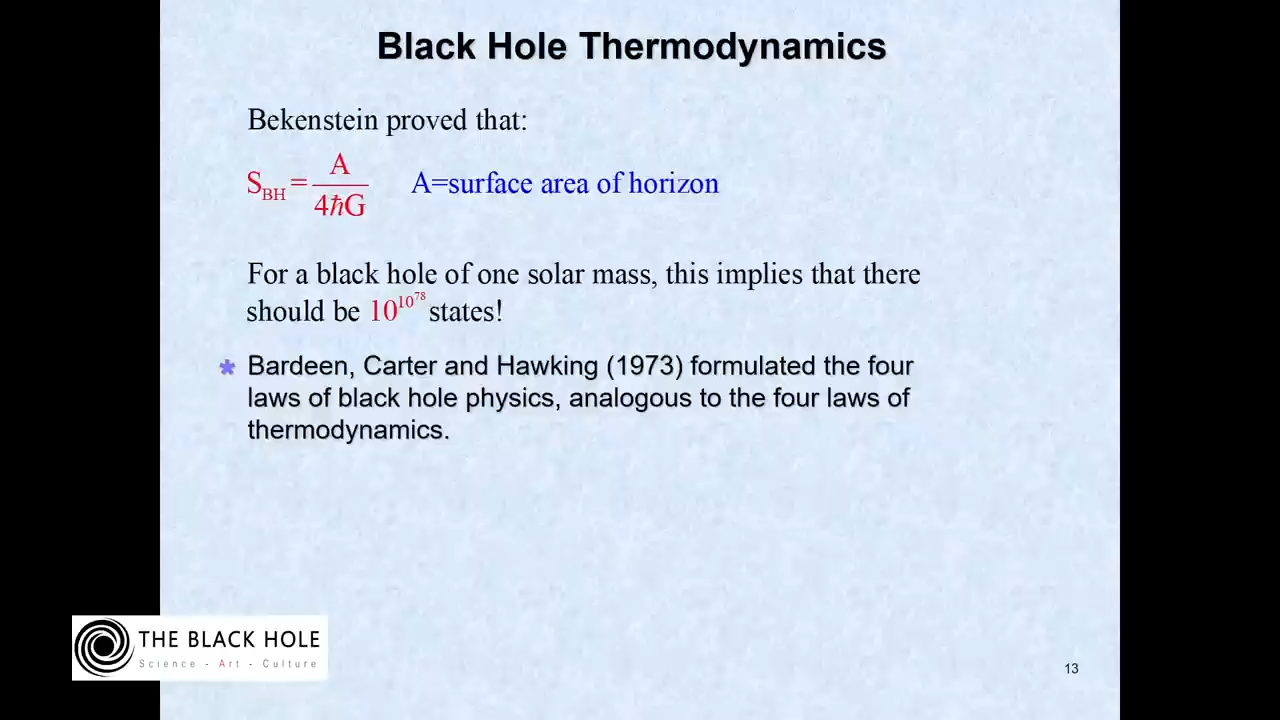 Black Hole Thermodynamics
Bekenstein proved that:
S_BH = A / 4ℏG    A=surface area of horizon
For a black hole of one solar mass, this implies that there
should be 10^10^78 states!
* Bardeen, Carter and Hawking (1973) formulated the four
laws of black hole physics, analogous to the four laws of
thermodynamics.
THE BLACK HOLE
Science - Art - Culture
13